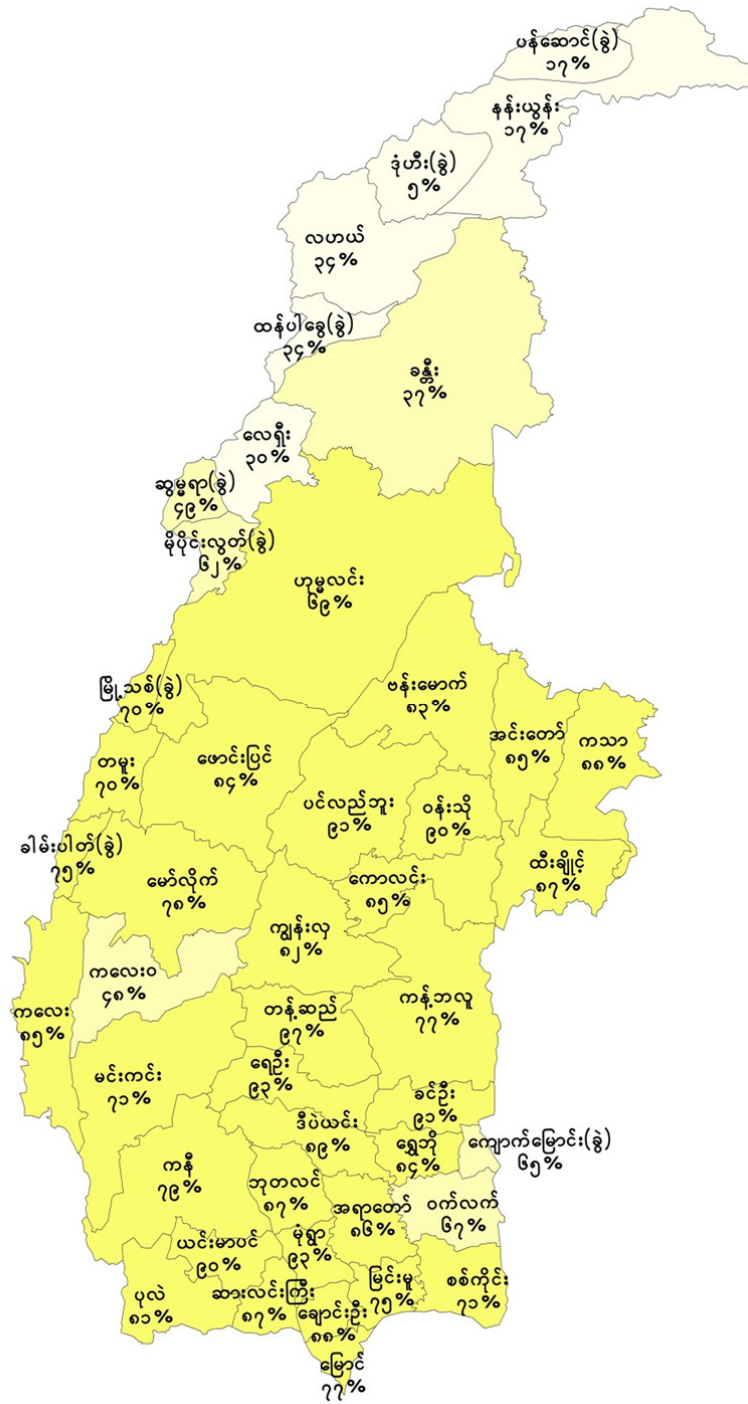 ပန်ဆောင်(ခွဲ)
၁၇%
နန်းယွန်း
၁၇%
ဒုံဟီး(ခွဲ)
၅%
လဟယ်
၃၄%
ထန်ပါခွေ(ခွဲ)
၃၄%
ခန္တီး
၃၇%
လေရှီး
၃၀%
ဆွမ္မရာ(ခွဲ)
၄၉%
မိုပိုင်းလွတ်(ခွဲ)
၆၂%
ဟုမ္မလင်း
၆၉%
မြို့သစ်(ခွဲ)
၇၀%
ဗန်းမောက်
၈၃%
အင်းတော်
၈၅%
ကသာ
၈၈%
တမူး
၇၀%
ဖောင်းပြင်
၈၄%
ပင်လည်ဘူး
၉၁%
ဝန်းသို
၉၀%
ခါမ်းပါတ်(ခွဲ)
၇၅%
မော်လိုက်
၇၈%
ကောလင်း
၈၅%
ထီးချိုင့်
၈၇%
ကျွန်းလှ
၈၂%
ကလေးဝ
၄၈%
ကလေး
၈၅%
တန့်ဆည်
၉၇%
ကန့်ဘလူ
၇၇%
မင်းကင်း
၇၁%
ရေဦး
၉၃%
ခင်ဦး
၉၁%
ဒီပဲယင်း
၈၉%
ရွှေဘို
၈၄%
ကျောက်မြောင်း(ခွဲ)
၆၅%
ကနီ
၇၉%
ဘုတလင်
၈၇%
အရာတော်
၈၆%
ဝက်လက်
၆၇%
ယင်းမာပင်
၉၀%
မုံရွာ
၉၃%
ပုလဲ
၈၁%
ဆားလင်းကြီး
၈၇%
ချောင်းဦး
၈၈%
မြင်းမူ
၇၅%
စစ်ကိုင်း
၇၁%
မြောင်
၇၇%